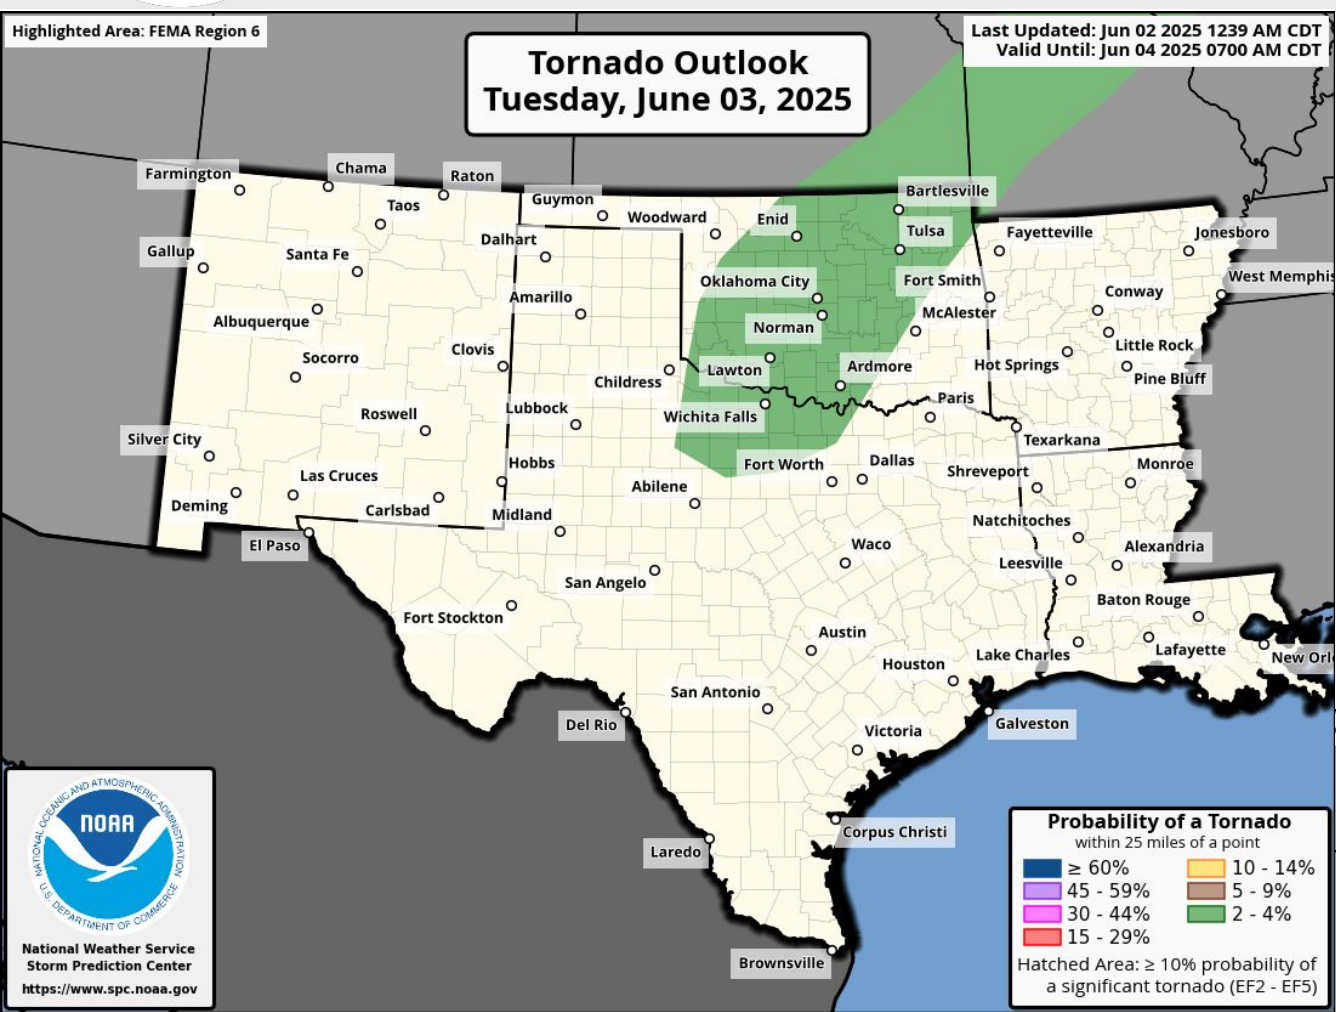 Highlighted Area: FEMA Region 6
Last Updated: Jun 02 2025 1239 AM CDT
Valid Until: Jun 04 2025 0700 AM CDT
Tornado Outlook
Tuesday, June 03, 2025
Farmington
Chama
Raton
Taos
Guymon
Woodward
Enid
Bartlesville
Tulsa
Fayetteville
Jonesboro
Gallup
Santa Fe
Dalhart
Oklahoma City
Fort Smith
West Memphis
Albuquerque
Amarillo
Norman
McAlester
Conway
Little Rock
Socorro
Clovis
Childress
Lawton
Ardmore
Hot Springs
Pine Bluff
Roswell
Lubbock
Wichita Falls
Paris
Silver City
Texarkana
Las Cruces
Hobbs
Fort Worth
Dallas
Shreveport
Monroe
Deming
Carlsbad
Midland
Abilene
Natchitoches
El Paso
Waco
Leesville
Alexandria
San Angelo
Fort Stockton
Baton Rouge
Austin
Houston
Lake Charles
Lafayette
New Orl
San Antonio
Del Rio
Victoria
Galveston
Corpus Christi
Laredo
Brownsville
NATIONAL OCEANIC AND ATMOSPHERIC ADMINISTRATION
NOAA
U.S. DEPARTMENT OF COMMERCE
National Weather Service
Storm Prediction Center
https://www.spc.noaa.gov
Probability of a Tornado
within 25 miles of a point
≥ 60%
10 - 14%
45 - 59%
5 - 9%
30 - 44%
2 - 4%
15 - 29%
Hatched Area: ≥ 10% probability of
a significant tornado (EF2 - EF5)